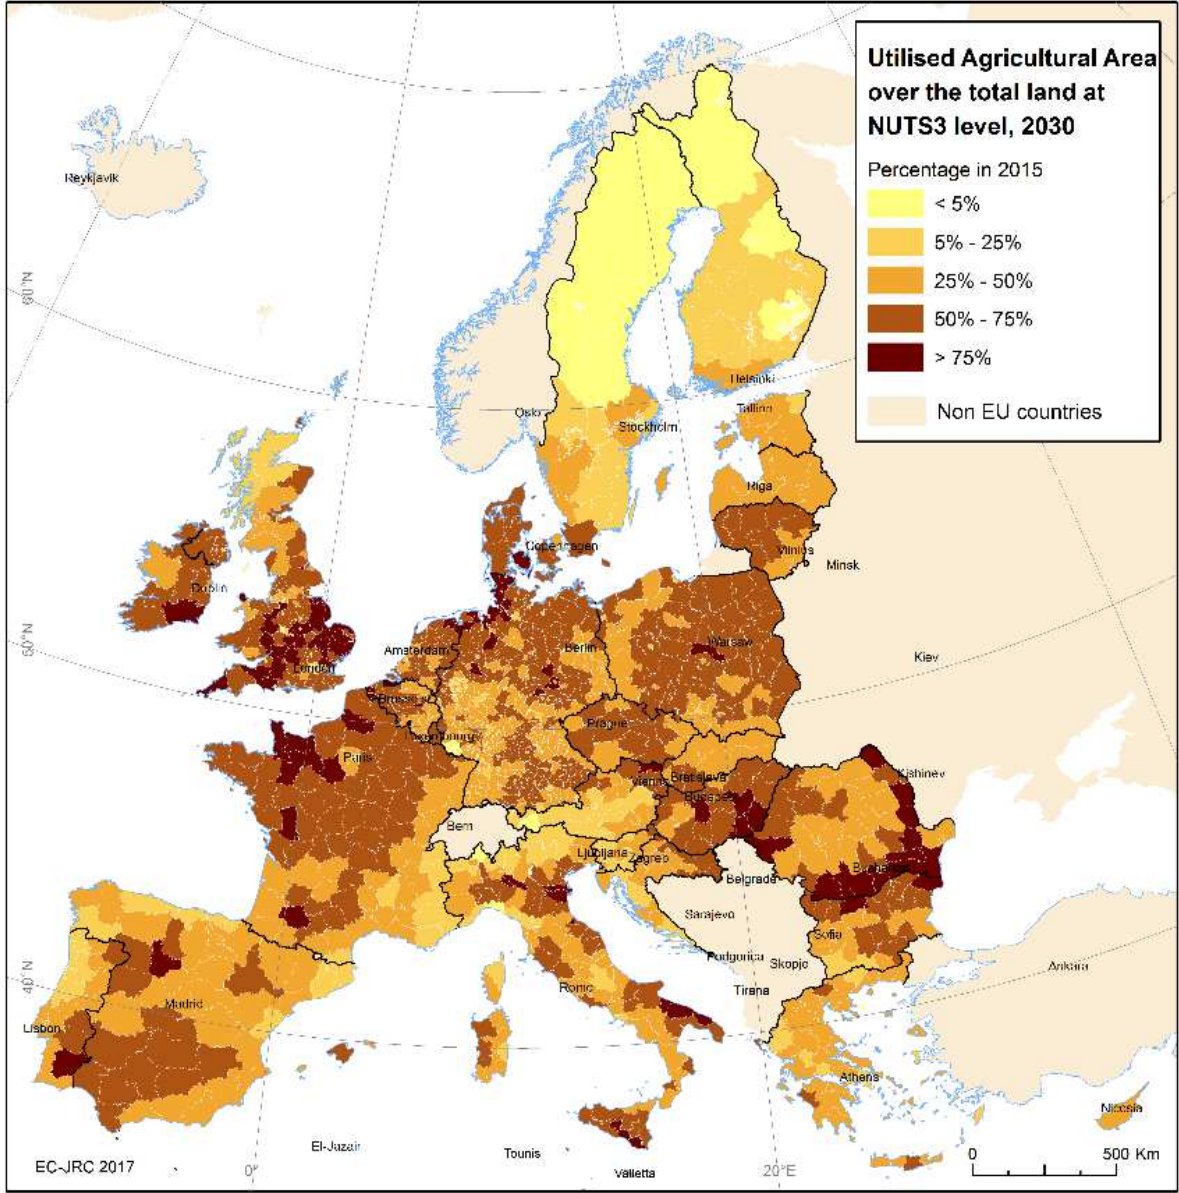 Utilised Agricultural Area
over the total land at
NUTS3 level, 2030
Percentage in 2015
< 5%
5% - 25%
25% - 50%
50% - 75%
> 75%
Non EU countries
Reykjavik
60°N
Oslo
Helsinki
Tallinn
Stockholm
Riga
Copenhagen
Vilnius
Minsk
Dublin
50°N
Amsterdam
Berlin
Warsaw
London
Kiev
Brussels
Prague
Luxembourg
Paris
Vienna
Bratislava
Kishinev
Budapest
Bern
Ljubljana
Zagreb
Bucharest
Belgrade
Sarajevo
Sofia
Podgorica
Skopje
Ankara
40°N
Madrid
Rome
Tirana
Lisbon
Athens
Nicosia
El-Jazair
Tounis
0 500 Km
EC-JRC 2017
0°
Valletta
20°E